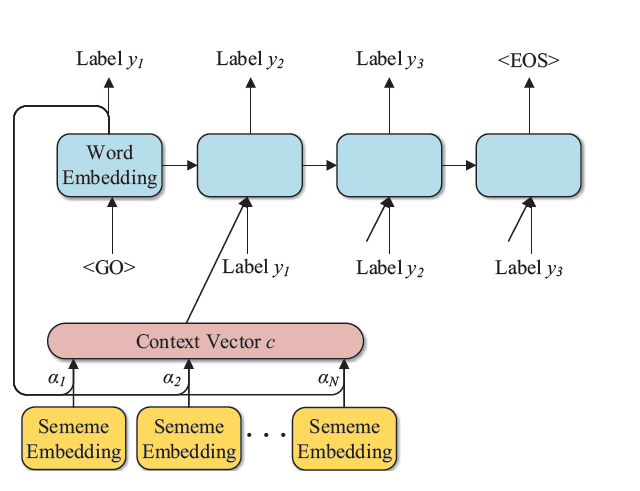 Label y1 Label y2 Label y3 <EOS>
Word
Embedding
<GO> Label y1 Label y2 Label y3
Context Vector c
α1 α2 αN
Sememe Sememe . . . Sememe
Embedding Embedding Embedding